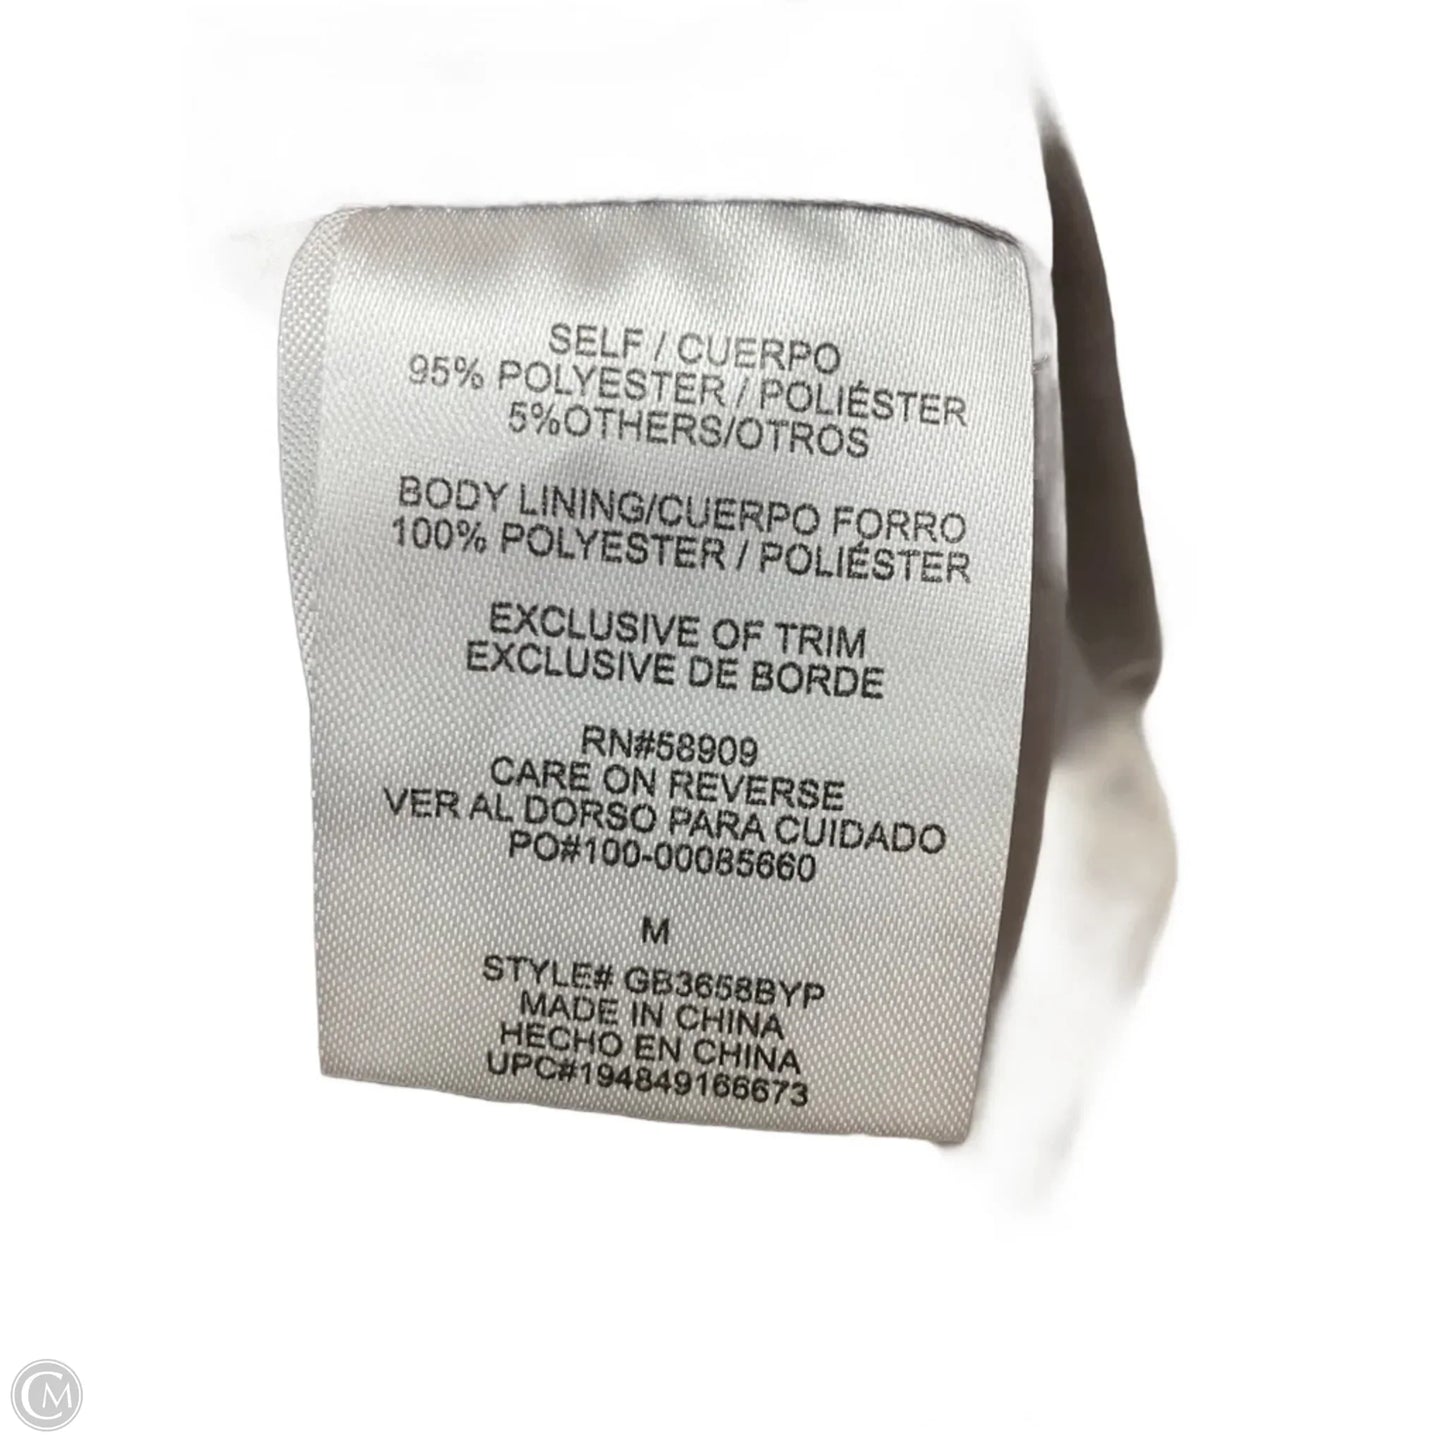 SELF / CUERPO
95% POLYESTER / POLIÉSTER
5%OTHERS/OTROS
BODY LINING/CUERPO FORRO
100% POLYESTER / POLIÉSTER
EXCLUSIVE OF TRIM
EXCLUSIVE DE BORDE
RN#58909
CARE ON REVERSE
VER AL DORSO PARA CUIDADO
PO#100-00085660
M
STYLE# GB3658BYP
MADE IN CHINA
HECHO EN CHINA
UPC#194849166673
CM